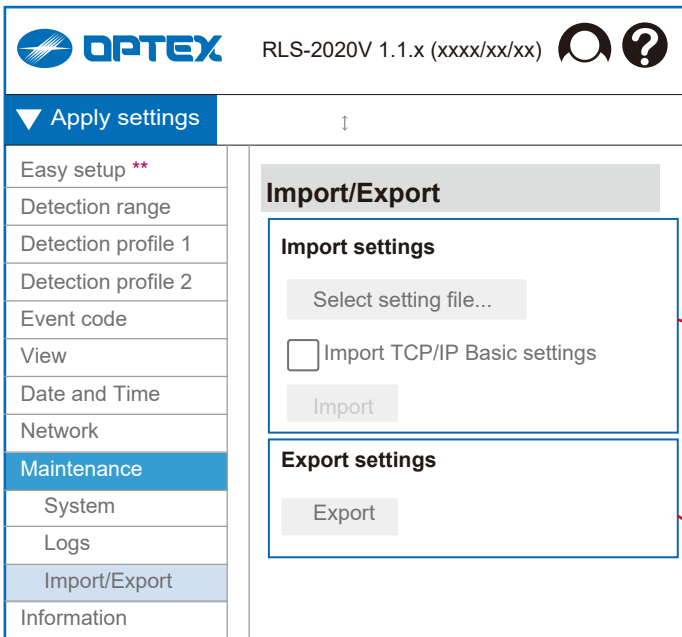 OPTEX RLS-2020V 1.1.x (xxxx/xx/xx) ?
▼ Apply settings ↕
Easy setup **
Detection range
Detection profile 1
Detection profile 2
Event code
View
Date and Time
Network
Maintenance
System
Logs
Import/Export
Information
Import/Export
Import settings
Select setting file...
Import TCP/IP Basic settings
Import
Export settings
Export